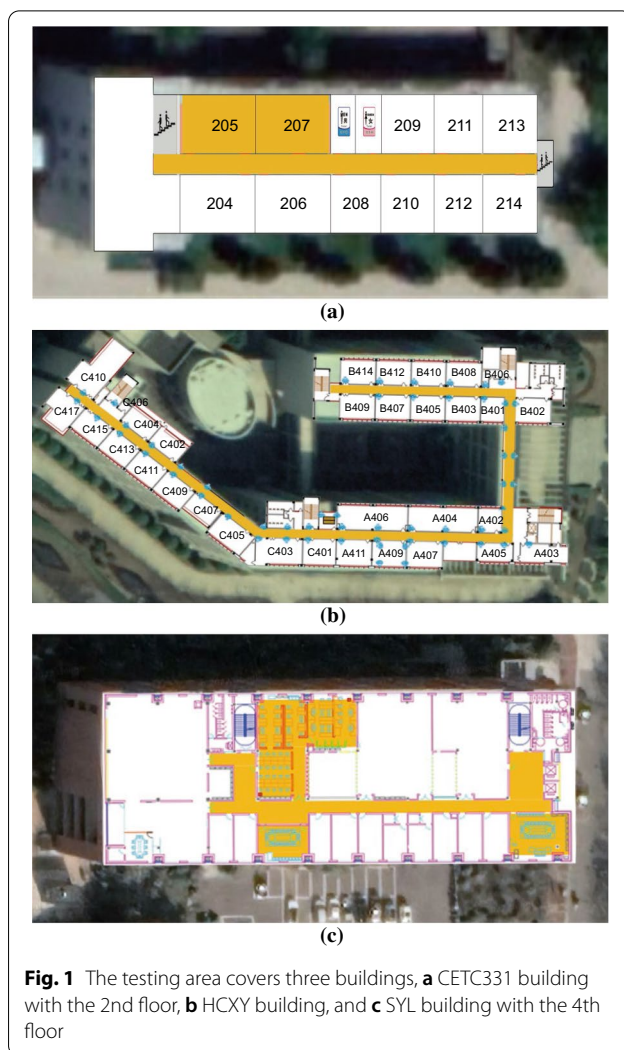 205 207 209 211 213
204 206 208 210 212 214
(a)
C410
C417
C406
C415
C404
C413
C402
C411
C409
C407
C405
B414 B412 B410 B408 B406
B409 B407 B405 B403 B401 B402
A406 A404 A402
C403 C401 A411 A409 A407 A405 A403
(b)
(c)
Fig. 1 The testing area covers three buildings, a CETC331 building
with the 2nd floor, b HCXY building, and c SYL building with the 4th
floor